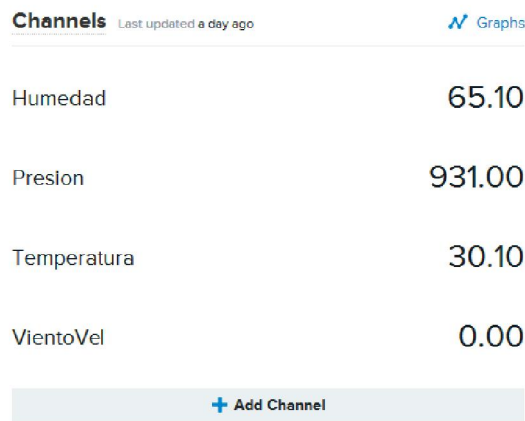 Channels Last updated a day ago Graphs
Humedad 65.10
Presion 931.00
Temperatura 30.10
VientoVel 0.00
Add Channel